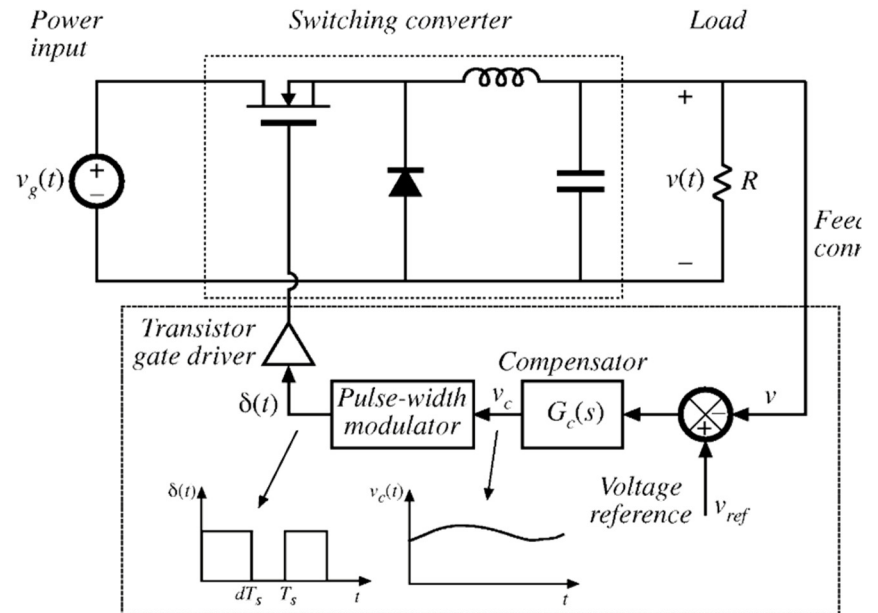 Power
input
Switching converter
Load
+
v_g(t)
+
–
v(t)
R
–
Transistor
gate driver
Compensator
δ(t)
Pulse-width
modulator
v_c
G_c(s)
–
+
v
Voltage
reference
v_ref
δ(t)
dT_s
T_s
t
v_c(t)
t